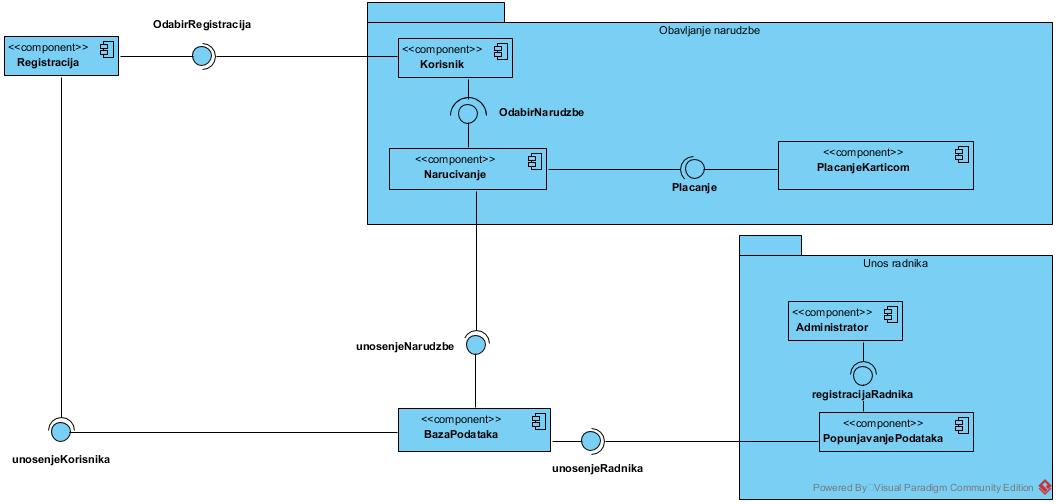 OdabirRegistracija
Obavljanje narudzbe
<<component>>
Registracija
<<component>>
Korisnik
OdabirNarudzbe
<<component>>
Narucivanje
<<component>>
PlacanjeKarticom
Placanje
Unos radnika
<<component>>
Administrator
unosenjeNarudzbe
registracijaRadnika
<<component>>
BazaPodataka
<<component>>
PopunjavanjePodataka
unosenjeKorisnika
unosenjeRadnika
Powered By Visual Paradigm Community Edition